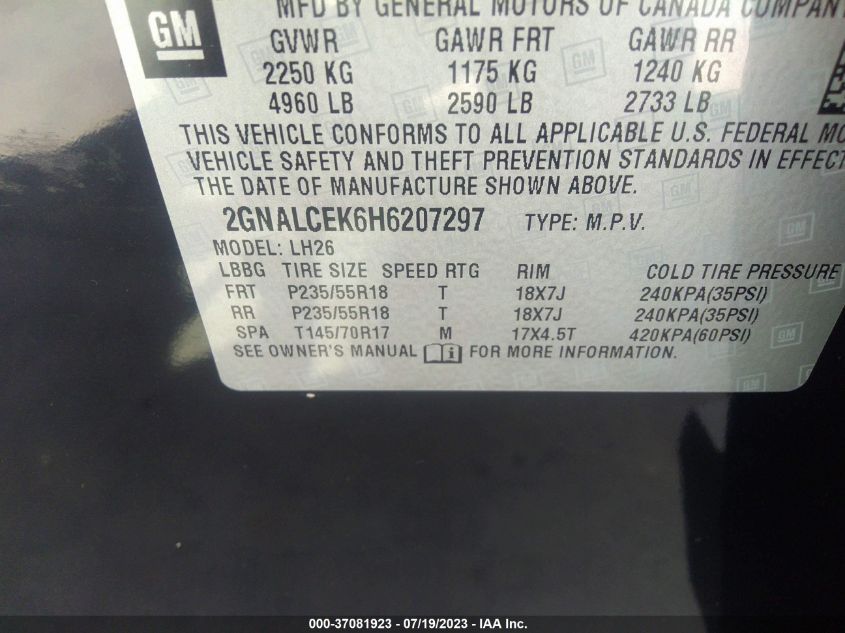 GM
MFD BY GENERAL MOTORS OF CANADA COMPANY
GVWR GAWR FRT GAWR RR
2250 KG 1175 KG 1240 KG
4960 LB 2590 LB 2733 LB
THIS VEHICLE CONFORMS TO ALL APPLICABLE U.S. FEDERAL MO
VEHICLE SAFETY AND THEFT PREVENTION STANDARDS IN EFFECT
THE DATE OF MANUFACTURE SHOWN ABOVE.
2GNALCEK6H6207297 TYPE: M.P.V.
MODEL: LH26
LBBG TIRE SIZE SPEED RTG RIM COLD TIRE PRESSURE
FRT P235/55R18 T 18X7J 240KPA(35PSI)
RR P235/55R18 T 18X7J 240KPA(35PSI)
SPA T145/70R17 M 17X4.5T 420KPA(60PSI)
SEE OWNER'S MANUAL i FOR MORE INFORMATION.
000-37081923 - 07/19/2023 - IAA Inc.